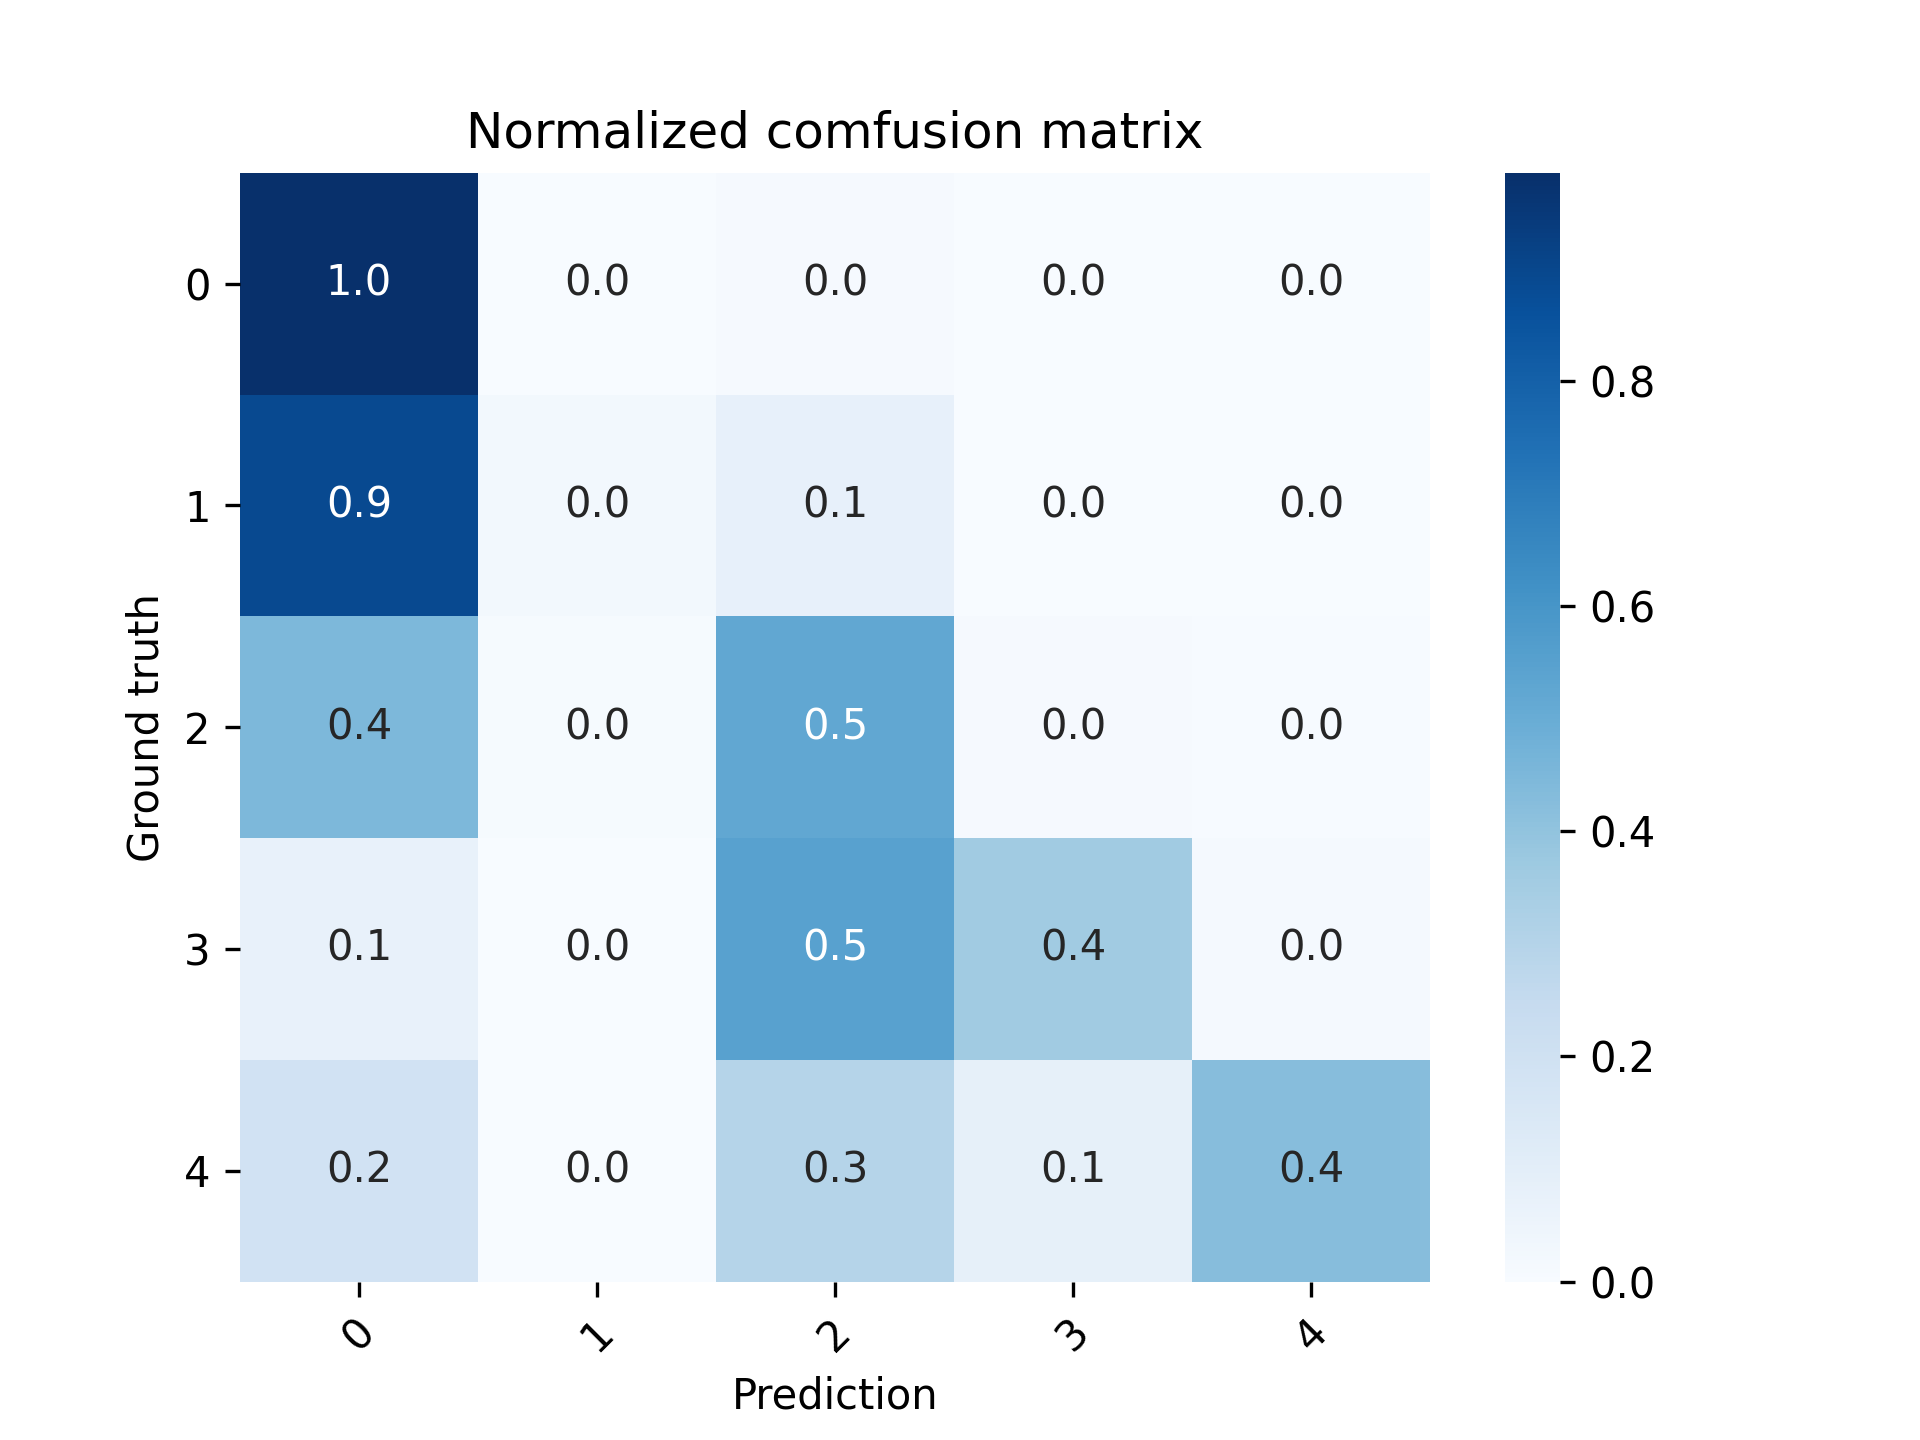 Normalized comfusion matrix
0 1.0 0.0 0.0 0.0 0.0
1 0.9 0.0 0.1 0.0 0.0
2 0.4 0.0 0.5 0.0 0.0
3 0.1 0.0 0.5 0.4 0.0
4 0.2 0.0 0.3 0.1 0.4
0 1 2 3 4
Prediction
Ground truth
0.8
0.6
0.4
0.2
0.0